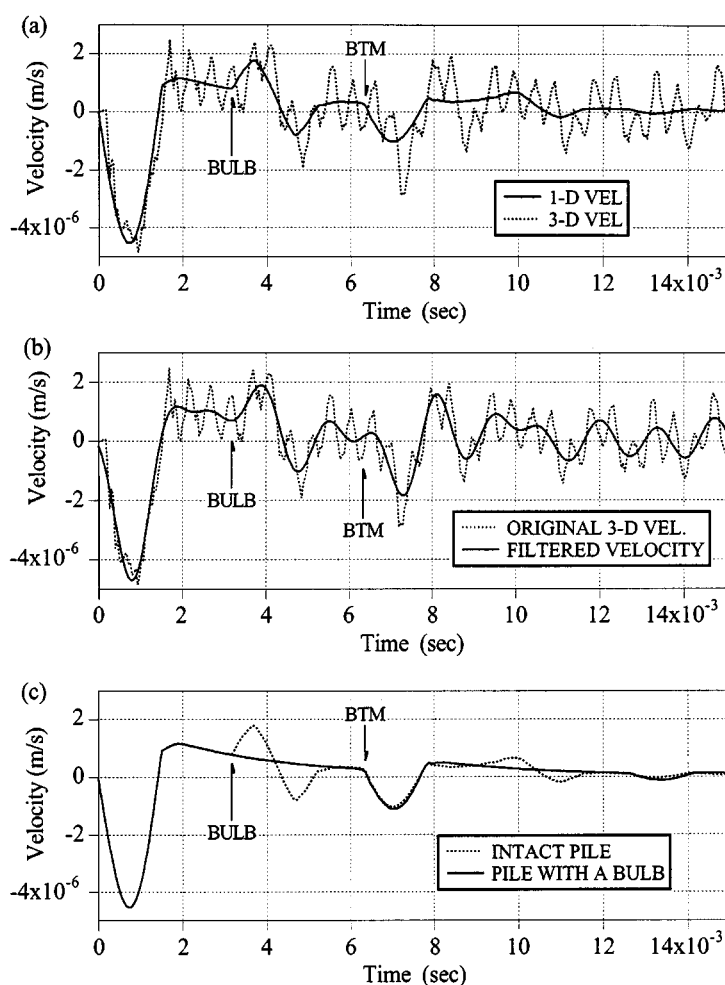 (a)
Velocity (m/s)
2
0
-2
-4x10-6
BTM
BULB
1-D VEL
3-D VEL
0 2 4 6 8 10 12 14x10-3
Time (sec)
(b)
Velocity (m/s)
2
0
-2
-4x10-6
BULB
BTM
ORIGINAL 3-D VEL.
FILTERED VELOCITY
0 2 4 6 8 10 12 14x10-3
Time (sec)
(c)
Velocity (m/s)
2
0
-2
-4x10-6
BTM
BULB
INTACT PILE
PILE WITH A BULB
0 2 4 6 8 10 12 14x10-3
Time (sec)